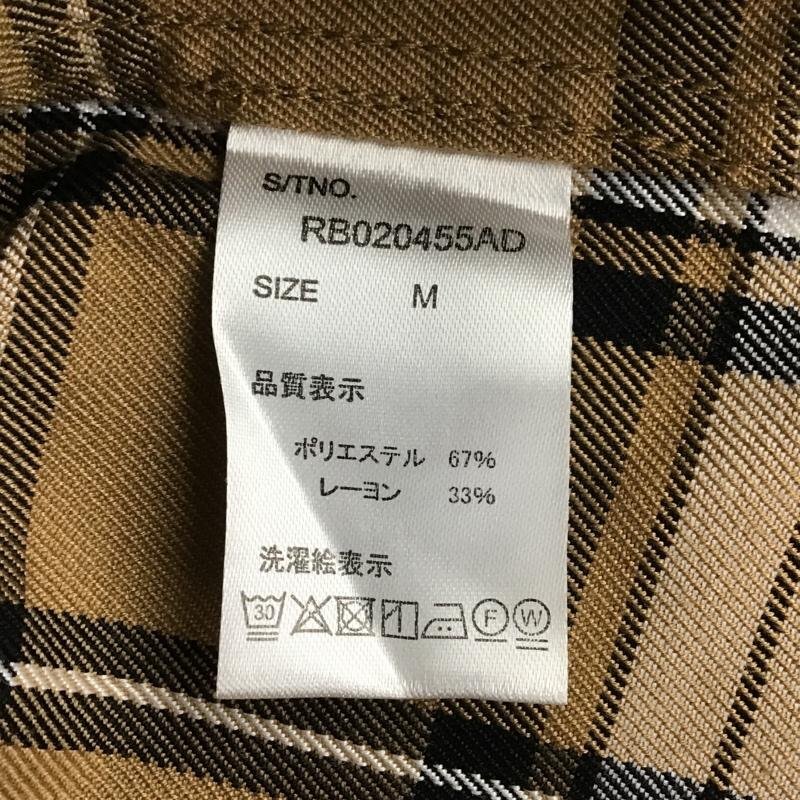 S/TNO.
RB020455AD
SIZE M
品質表示
ポリエステル 67%
レーヨン 33%
洗濯絵表示
30 F W